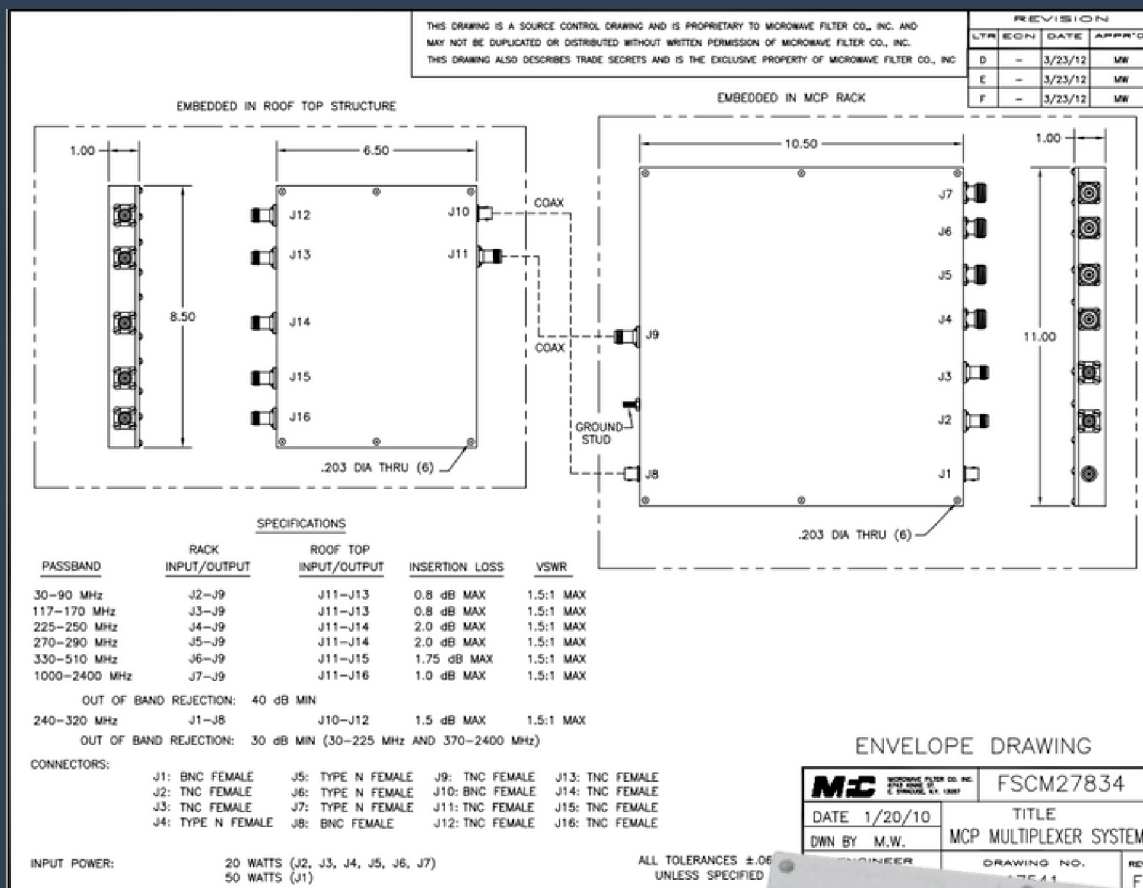 THIS DRAWING IS A SOURCE CONTROL DRAWING AND IS PROPRIETARY TO MICROWAVE FILTER CO,. INC. AND
MAY NOT BE DUPLICATED OR DISTRIBUTED WITHOUT WRITTEN PERMISSION OF MICROWAVE FILTER CO., INC.
THIS DRAWING ALSO DESCRIBES TRADE SECRETS AND IS THE EXCLUSIVE PROPERTY OF MICROWAVE FILTER CO., INC
REVISION
LTR ECN DATE APPR'D
D - 3/23/12 MW
E - 3/23/12 MW
F - 3/23/12 MW
EMBEDDED IN ROOF TOP STRUCTURE
1.00
6.50
8.50
J12
J13
J14
J15
J16
J10
J11
.203 DIA THRU (6)
COAX
COAX
EMBEDDED IN MCP RACK
10.50
1.00
11.00
J7
J6
J5
J4
J3
J2
J1
J9
GROUND
STUD
J8
.203 DIA THRU (6)
SPECIFICATIONS
PASSBAND RACK INPUT/OUTPUT ROOF TOP INPUT/OUTPUT INSERTION LOSS VSWR
30-90 MHz J2-J9 J11-J13 0.8 dB MAX 1.5:1 MAX
117-170 MHz J3-J9 J11-J13 0.8 dB MAX 1.5:1 MAX
225-250 MHz J4-J9 J11-J14 2.0 dB MAX 1.5:1 MAX
270-290 MHz J5-J9 J11-J14 2.0 dB MAX 1.5:1 MAX
330-510 MHz J6-J9 J11-J15 1.75 dB MAX 1.5:1 MAX
1000-2400 MHz J7-J9 J11-J16 1.0 dB MAX 1.5:1 MAX
OUT OF BAND REJECTION: 40 dB MIN
240-320 MHz J1-J8 J10-J12 1.5 dB MAX 1.5:1 MAX
OUT OF BAND REJECTION: 30 dB MIN (30-225 MHz AND 370-2400 MHz)
CONNECTORS:
J1: BNC FEMALE J5: TYPE N FEMALE J9: TNC FEMALE J13: TNC FEMALE
J2: TNC FEMALE J6: TYPE N FEMALE J10: BNC FEMALE J14: TNC FEMALE
J3: TNC FEMALE J7: TYPE N FEMALE J11: TNC FEMALE J15: TNC FEMALE
J4: TYPE N FEMALE J8: BNC FEMALE J12: TNC FEMALE J16: TNC FEMALE
INPUT POWER: 20 WATTS (J2, J3, J4, J5, J6, J7)
50 WATTS (J1)
ALL TOLERANCES ±.06
UNLESS SPECIFIED
ENVELOPE DRAWING
MFC MICROWAVE FILTER CO. INC. FSCM27834
DATE 1/20/10
DWN BY M.W.
TITLE
MCP MULTIPLEXER SYSTEM
DRAWING NO.